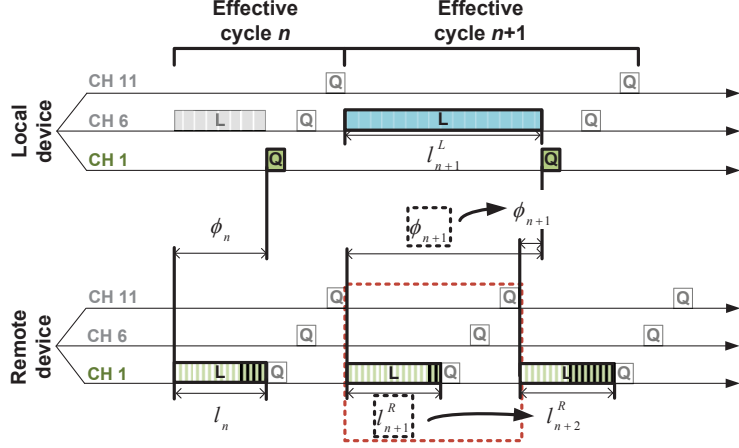 Effective cycle n
Effective cycle n+1
Local device
CH 11 Q Q
CH 6 L Q L Q
CH 1 Q Q
l^L_{n+1}
ϕ_n ϕ_{n+1} ϕ_{n+1}
Remote device
CH 11 Q Q Q
CH 6 Q Q Q
CH 1 L Q L Q L Q
l_n l^R_{n+1} l^R_{n+2}